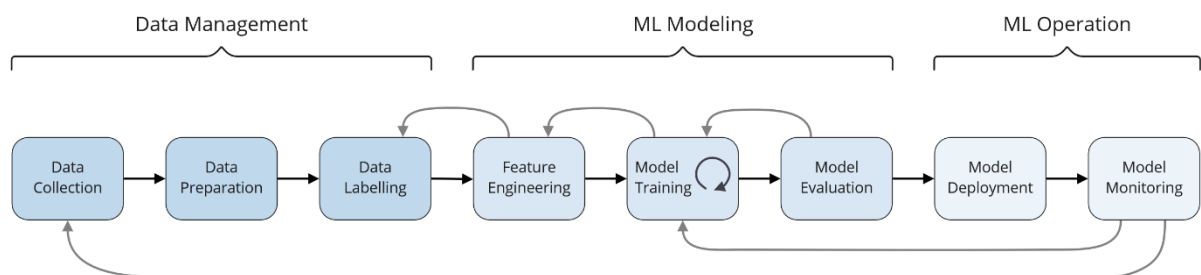 Data Management
ML Modeling
ML Operation
Data
Collection
Data
Preparation
Data
Labelling
Feature
Engineering
Model
Training
Model
Evaluation
Model
Deployment
Model
Monitoring